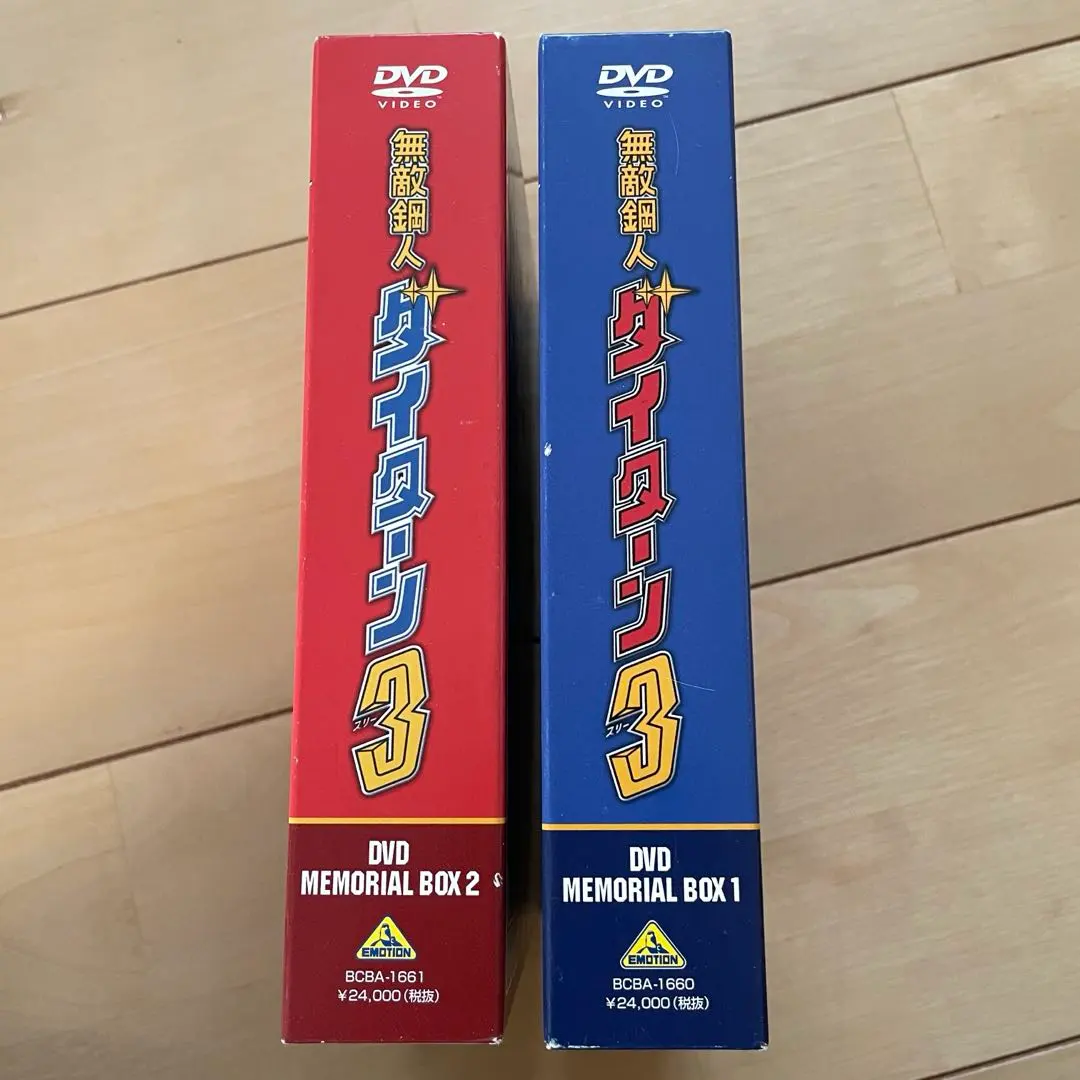 DVD
VIDEO
無敵鋼人
ダイターン
3
スリー
DVD
MEMORIAL BOX 2
EMOTION
BCBA-1661
¥24,000(税抜)
DVD
VIDEO
無敵鋼人
ダイターン
3
スリー
DVD
MEMORIAL BOX 1
EMOTION
BCBA-1660
¥24,000(税抜)